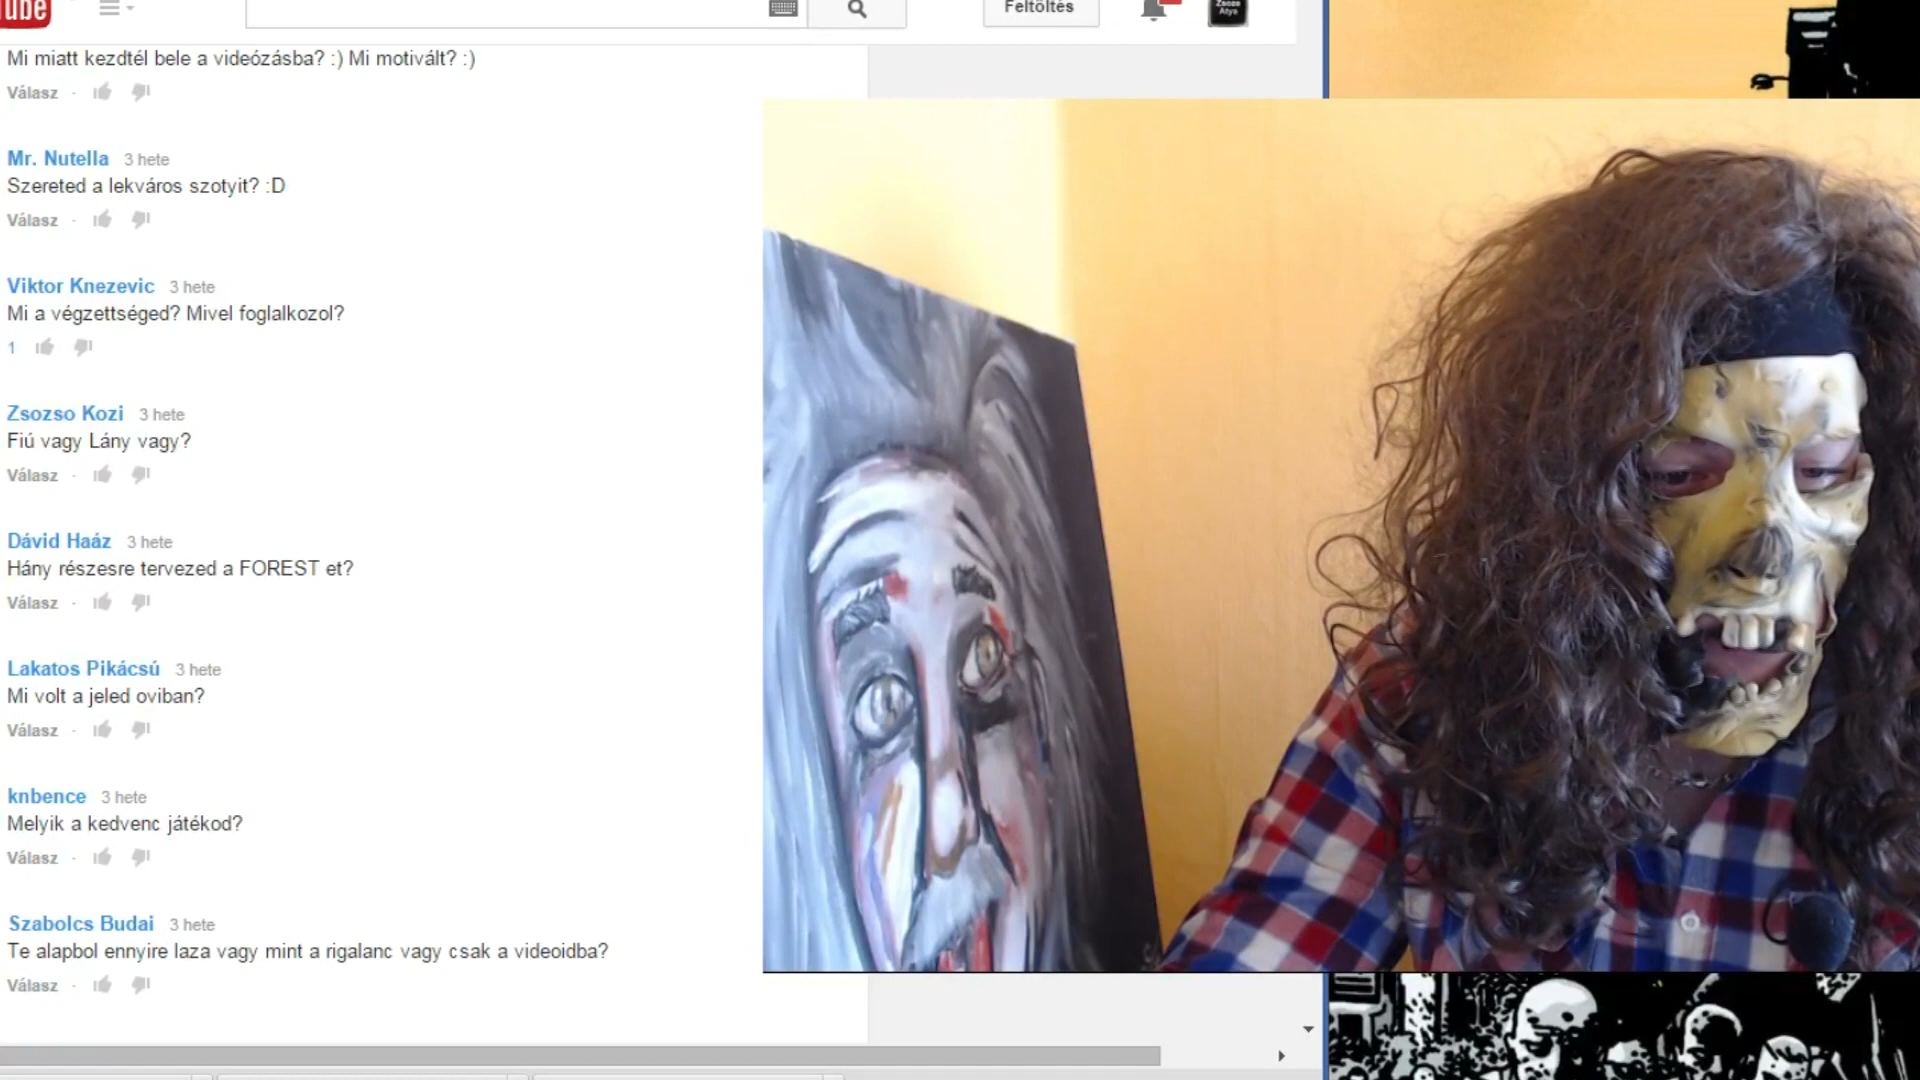 Tube
Feltöltés
Zsozs
Atya
Mi miatt kezdtél bele a videózásba? :) Mi motivált? :)
Válasz ·
Mr. Nutella 3 hete
Szereted a lekváros szotyit? :D
Válasz ·
Viktor Knezevic 3 hete
Mi a végzettséged? Mivel foglalkozol?
1
Zsozso Kozi 3 hete
Fiú vagy Lány vagy?
Válasz ·
Dávid Haáz 3 hete
Hány részesre tervezed a FOREST et?
Válasz ·
Lakatos Pikácsú 3 hete
Mi volt a jeled oviban?
Válasz ·
knbence 3 hete
Melyik a kedvenc játékod?
Válasz ·
Szabolcs Budai 3 hete
Te alapbol ennyire laza vagy mint a rigalanc vagy csak a videoidba?
Válasz ·